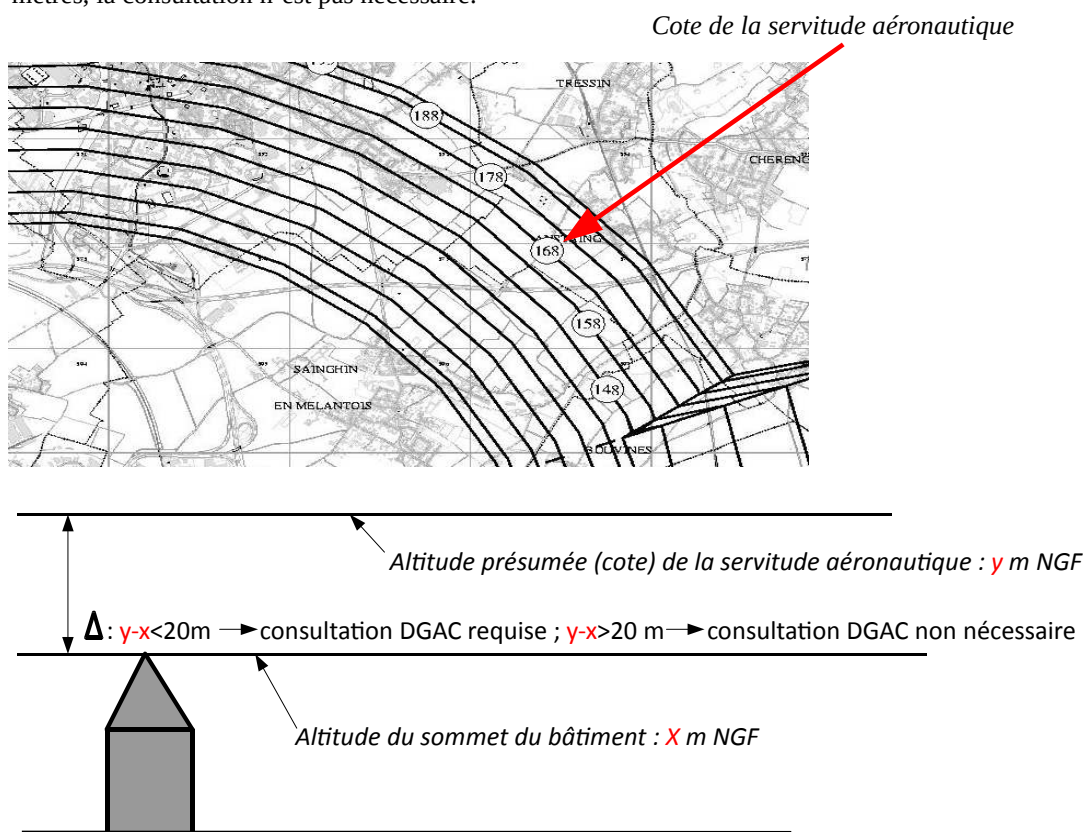 mètres, la consultation n'est pas nécessaire.
Cote de la servitude aéronautique
TRESSIN
188
CHERENG
178
168
158
SAINGHIN
148
EN MELANTOIS
BOUVINES
Altitude présumée (cote) de la servitude aéronautique : y m NGF
Δ : y-x<20m consultation DGAC requise ; y-x>20 m consultation DGAC non nécessaire
Altitude du sommet du bâtiment : X m NGF